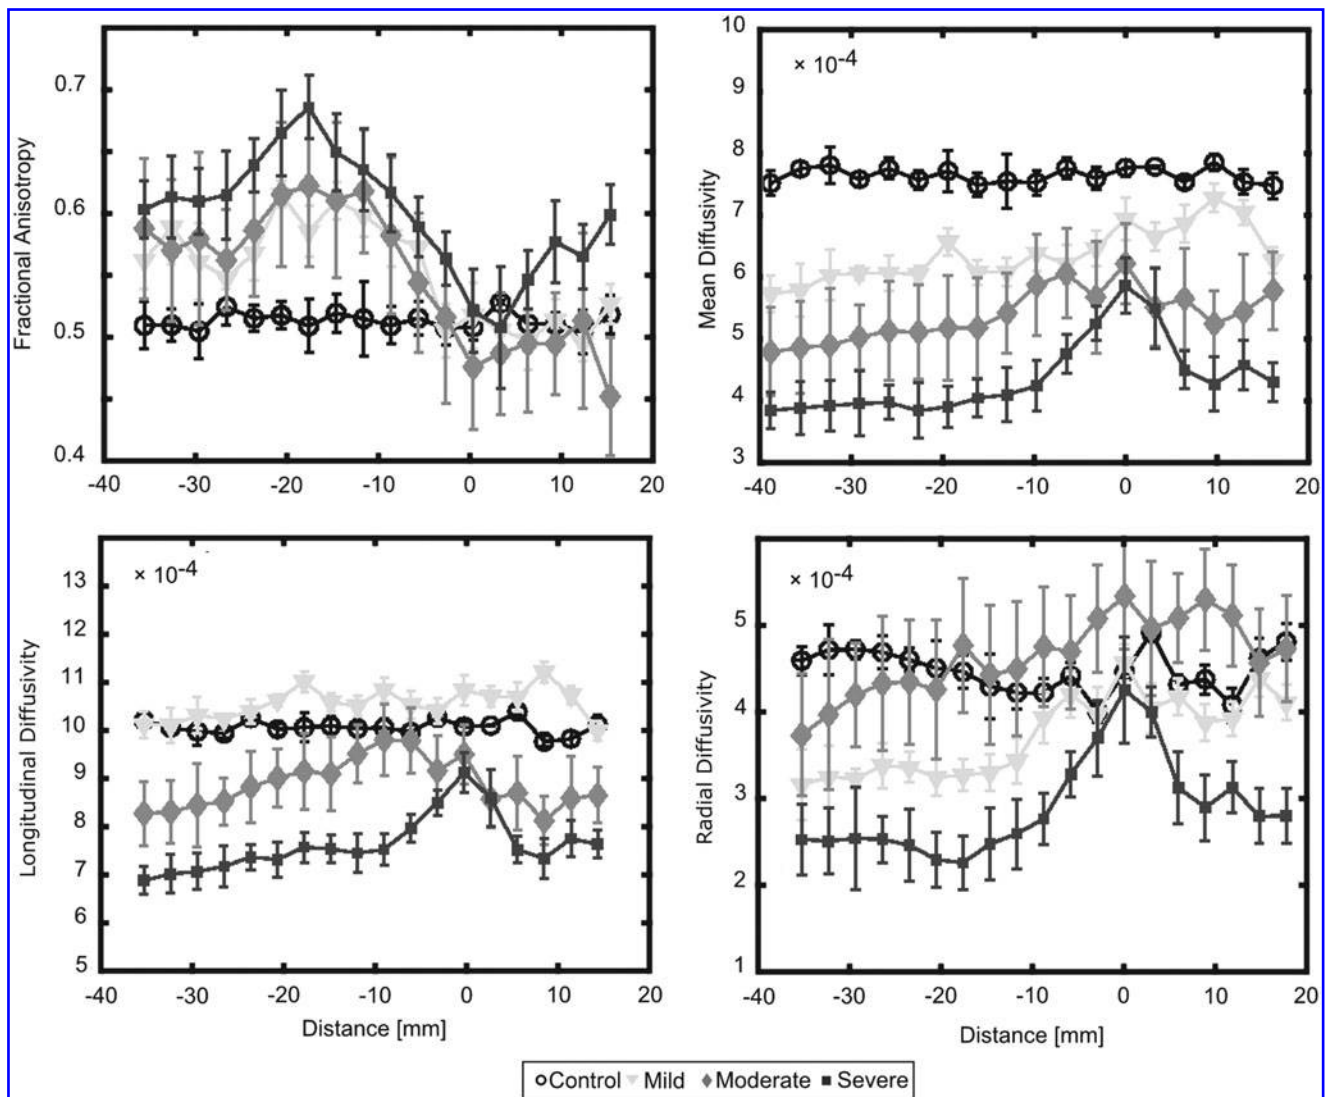 Fractional Anisotropy
0.7
0.6
0.5
0.4
-40 -30 -20 -10 0 10 20
Mean Diffusivity
× 10-4
10
9
8
7
6
5
4
3
-40 -30 -20 -10 0 10 20
Longitudinal Diffusivity
× 10-4
13
12
11
10
9
8
7
6
5
-40 -30 -20 -10 0 10 20
Distance [mm]
Radial Diffusivity
× 10-4
5
4
3
2
1
-40 -30 -20 -10 0 10 20
Distance [mm]
Control Mild Moderate Severe